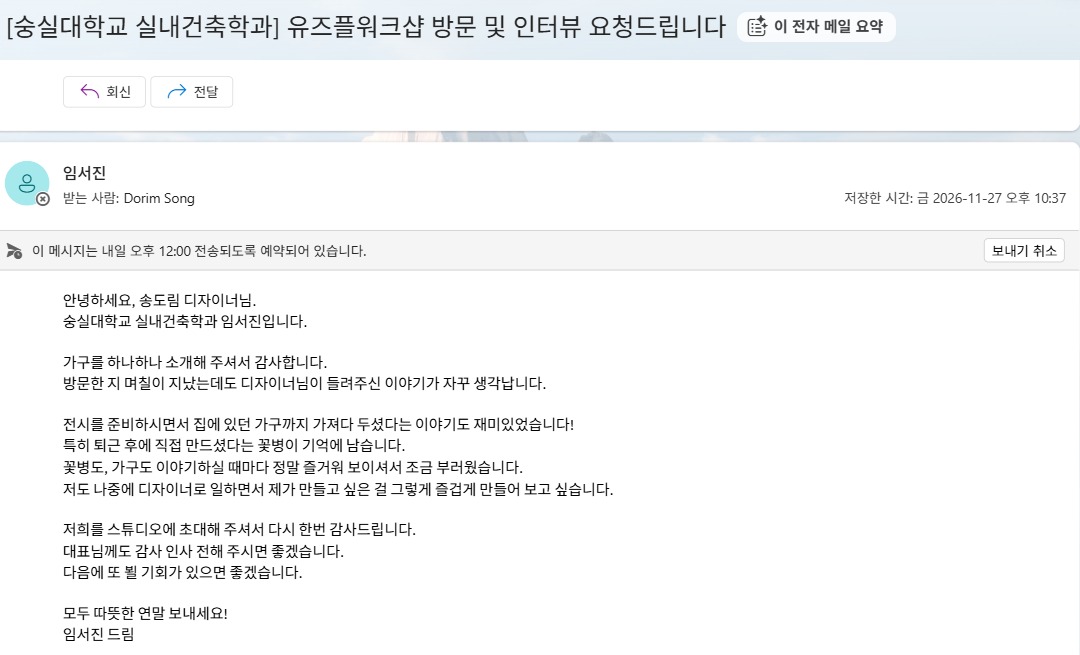 [숭실대학교 실내건축학과] 유즈플워크샵 방문 및 인터뷰 요청드립니다
이 전자 메일 요약
회신
전달
임서진
받는 사람: Dorim Song
저장한 시간: 금 2026-11-27 오후 10:37
이 메시지는 내일 오후 12:00 전송되도록 예약되어 있습니다.
보내기 취소
안녕하세요, 송도림 디자이너님.
숭실대학교 실내건축학과 임서진입니다.
가구를 하나하나 소개해 주셔서 감사합니다.
방문한 지 며칠이 지났는데도 디자이너님이 들려주신 이야기가 자꾸 생각납니다.
전시를 준비하시면서 집에 있던 가구까지 가져다 두셨다는 이야기도 재미있었습니다!
특히 퇴근 후에 직접 만드셨다는 꽃병이 기억에 남습니다.
꽃병도, 가구도 이야기하실 때마다 정말 즐거워 보이셔서 조금 부러웠습니다.
저도 나중에 디자이너로 일하면서 제가 만들고 싶은 걸 그렇게 즐겁게 만들어 보고 싶습니다.
저희를 스튜디오에 초대해 주셔서 다시 한번 감사드립니다.
대표님께도 감사 인사 전해 주시면 좋겠습니다.
다음에 또 뵐 기회가 있으면 좋겠습니다.
모두 따뜻한 연말 보내세요!
임서진 드림